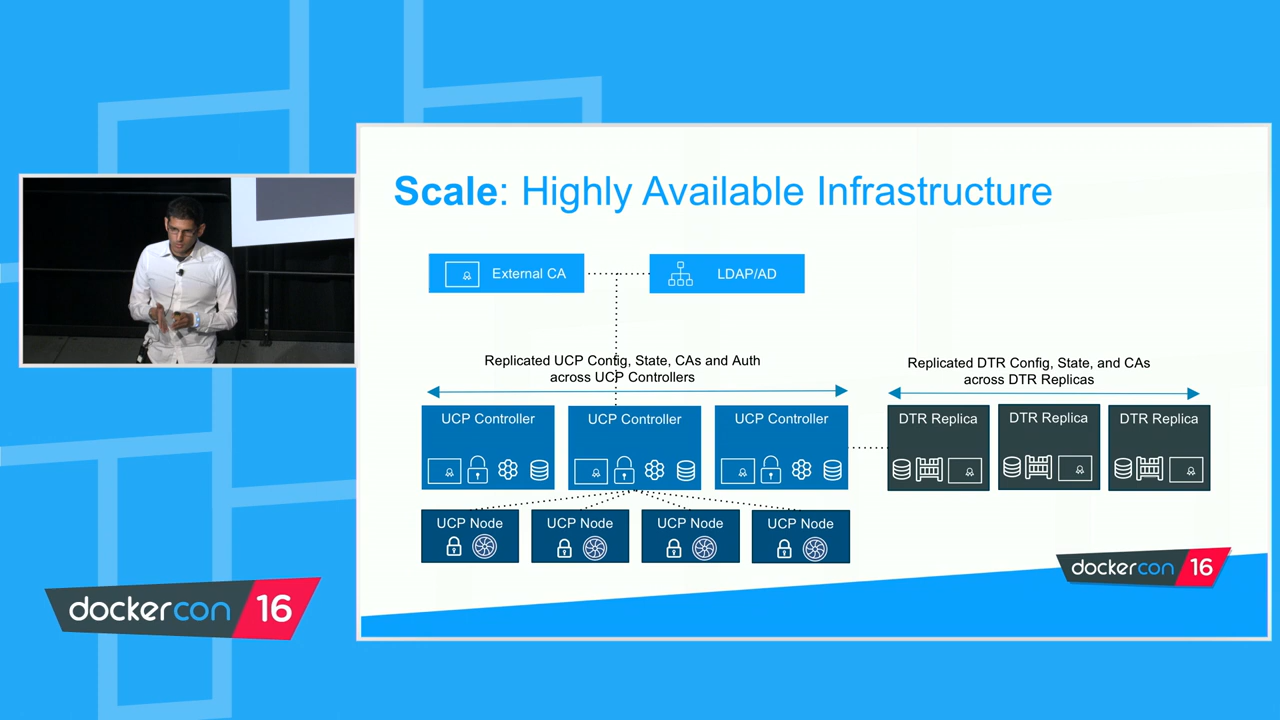 Scale: Highly Available Infrastructure
External CA
LDAP/AD
Replicated UCP Config, State, CAs and Auth
across UCP Controllers
Replicated DTR Config, State, and CAs
across DTR Replicas
UCP Controller
UCP Controller
UCP Controller
DTR Replica
DTR Replica
DTR Replica
UCP Node
UCP Node
UCP Node
UCP Node
dockercon 16
dockercon 16